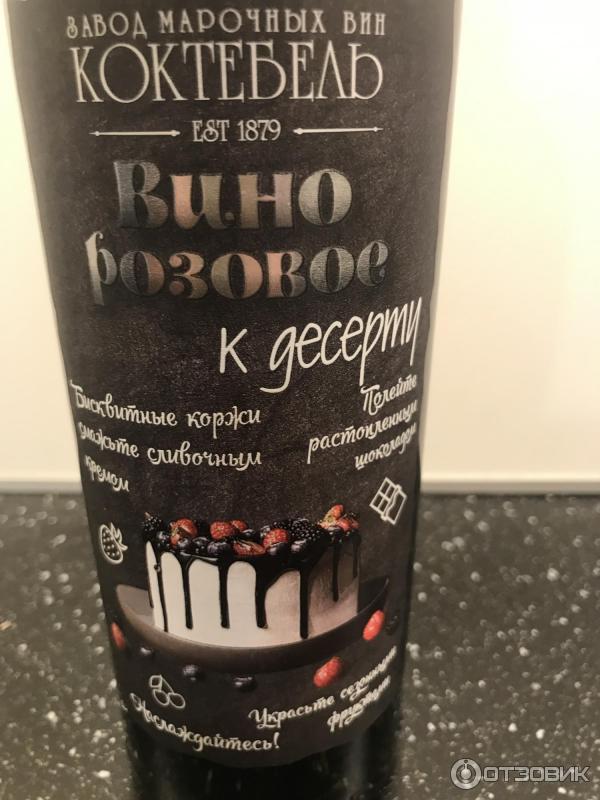 ЗАВОД МАРОЧНЫХ ВИН
КОКТЕБЕЛЬ
EST 1879
Вино
розовое
к десерту
Бисквитные коржи
смажьте сливочным
кремом
Полейте
растопленным
шоколадом
Украсьте сезонными
фруктами
Наслаждайтесь!
ОТЗОВИК